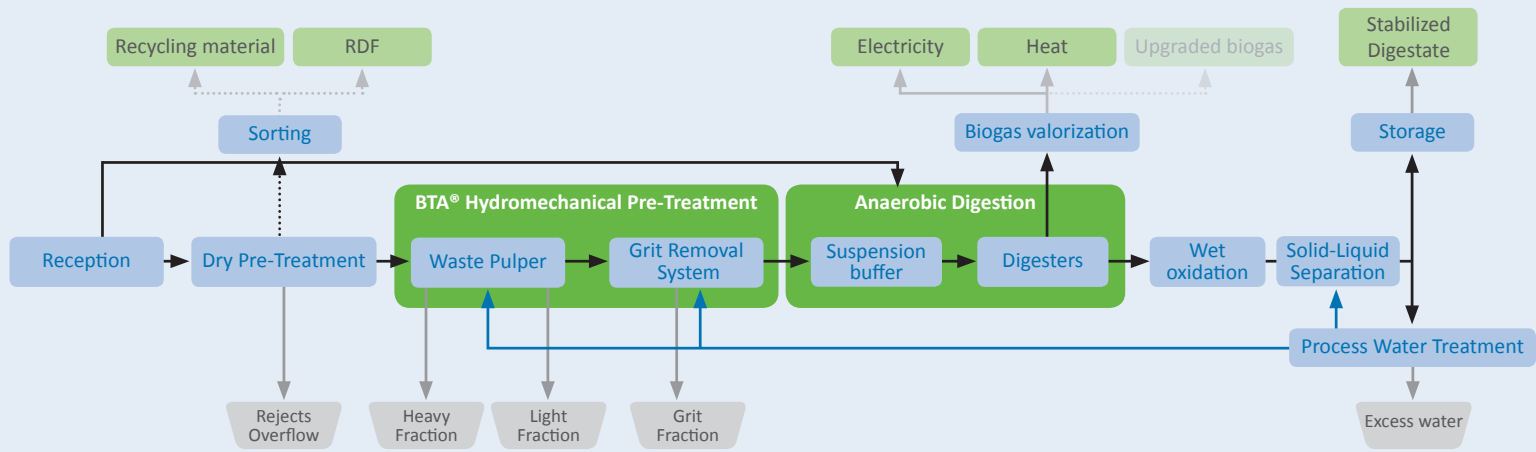 Recycling material
RDF
Electricity
Heat
Upgraded biogas
Stabilized
Digestate
Sorting
Biogas valorization
Storage
BTA® Hydromechanical Pre-Treatment
Anaerobic Digestion
Reception
Dry Pre-Treatment
Waste Pulper
Grit Removal
System
Suspension
buffer
Digesters
Wet
oxidation
Solid-Liquid
Separation
Process Water Treatment
Rejects
Overflow
Heavy
Fraction
Light
Fraction
Grit
Fraction
Excess water